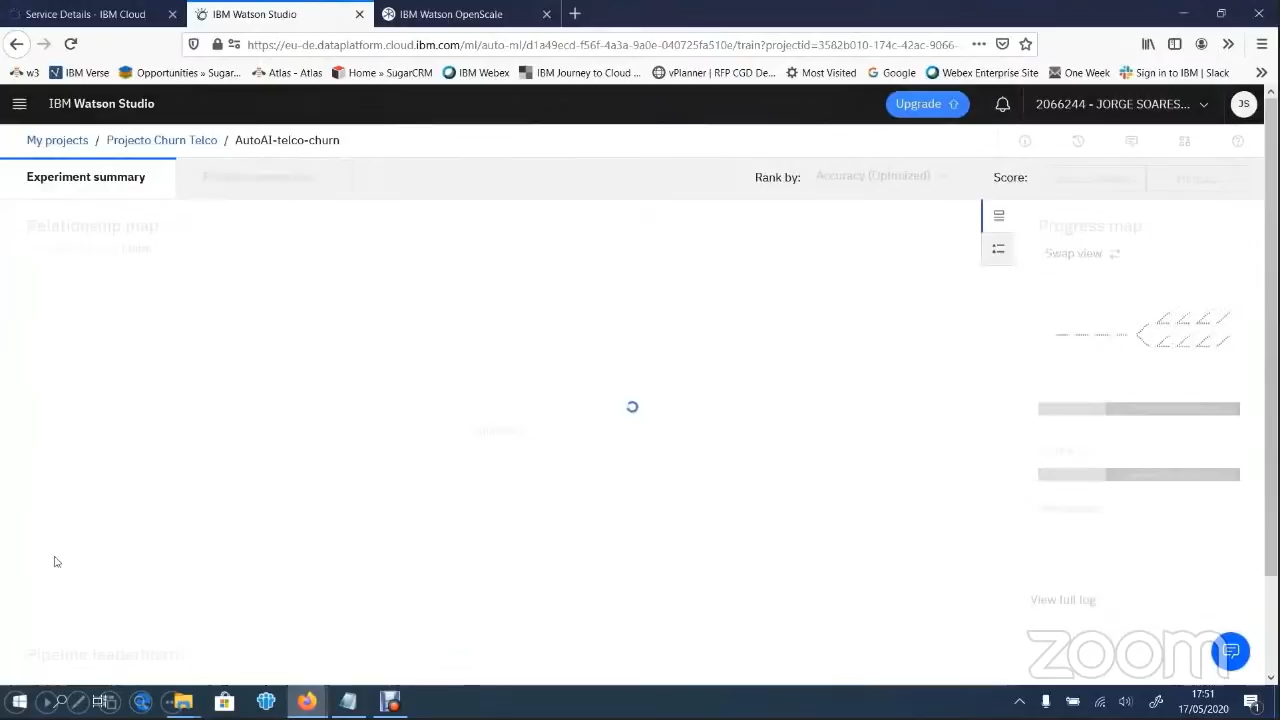 Service Details - IBM Cloud
IBM Watson Studio
IBM Watson OpenScale
https://eu-de.dataplatform.cloud.ibm.com/ml/auto-ml/d1a49ecd-f56f-4a3a-9a0e-040725fa510e/train?projectid=3582b010-174c-42ac-9066-
w3
IBM Verse
Opportunities » Sugar...
Atlas - Atlas
Home » SugarCRM
IBM Webex
IBM Journey to Cloud ...
vPlanner | RFP CGD De...
Most Visited
Google
Webex Enterprise Site
One Week
Sign in to IBM | Slack
IBM Watson Studio
Upgrade
2066244 - JORGE SOARES...
JS
My projects / Projecto Churn Telco / AutoAI-telco-churn
Experiment summary
Rank by: Accuracy (Optimized)
Score:
Relationship map
Progress map
Swap view
View full log
Pipeline leaderboard
zoom
17:51
17/05/2020
1